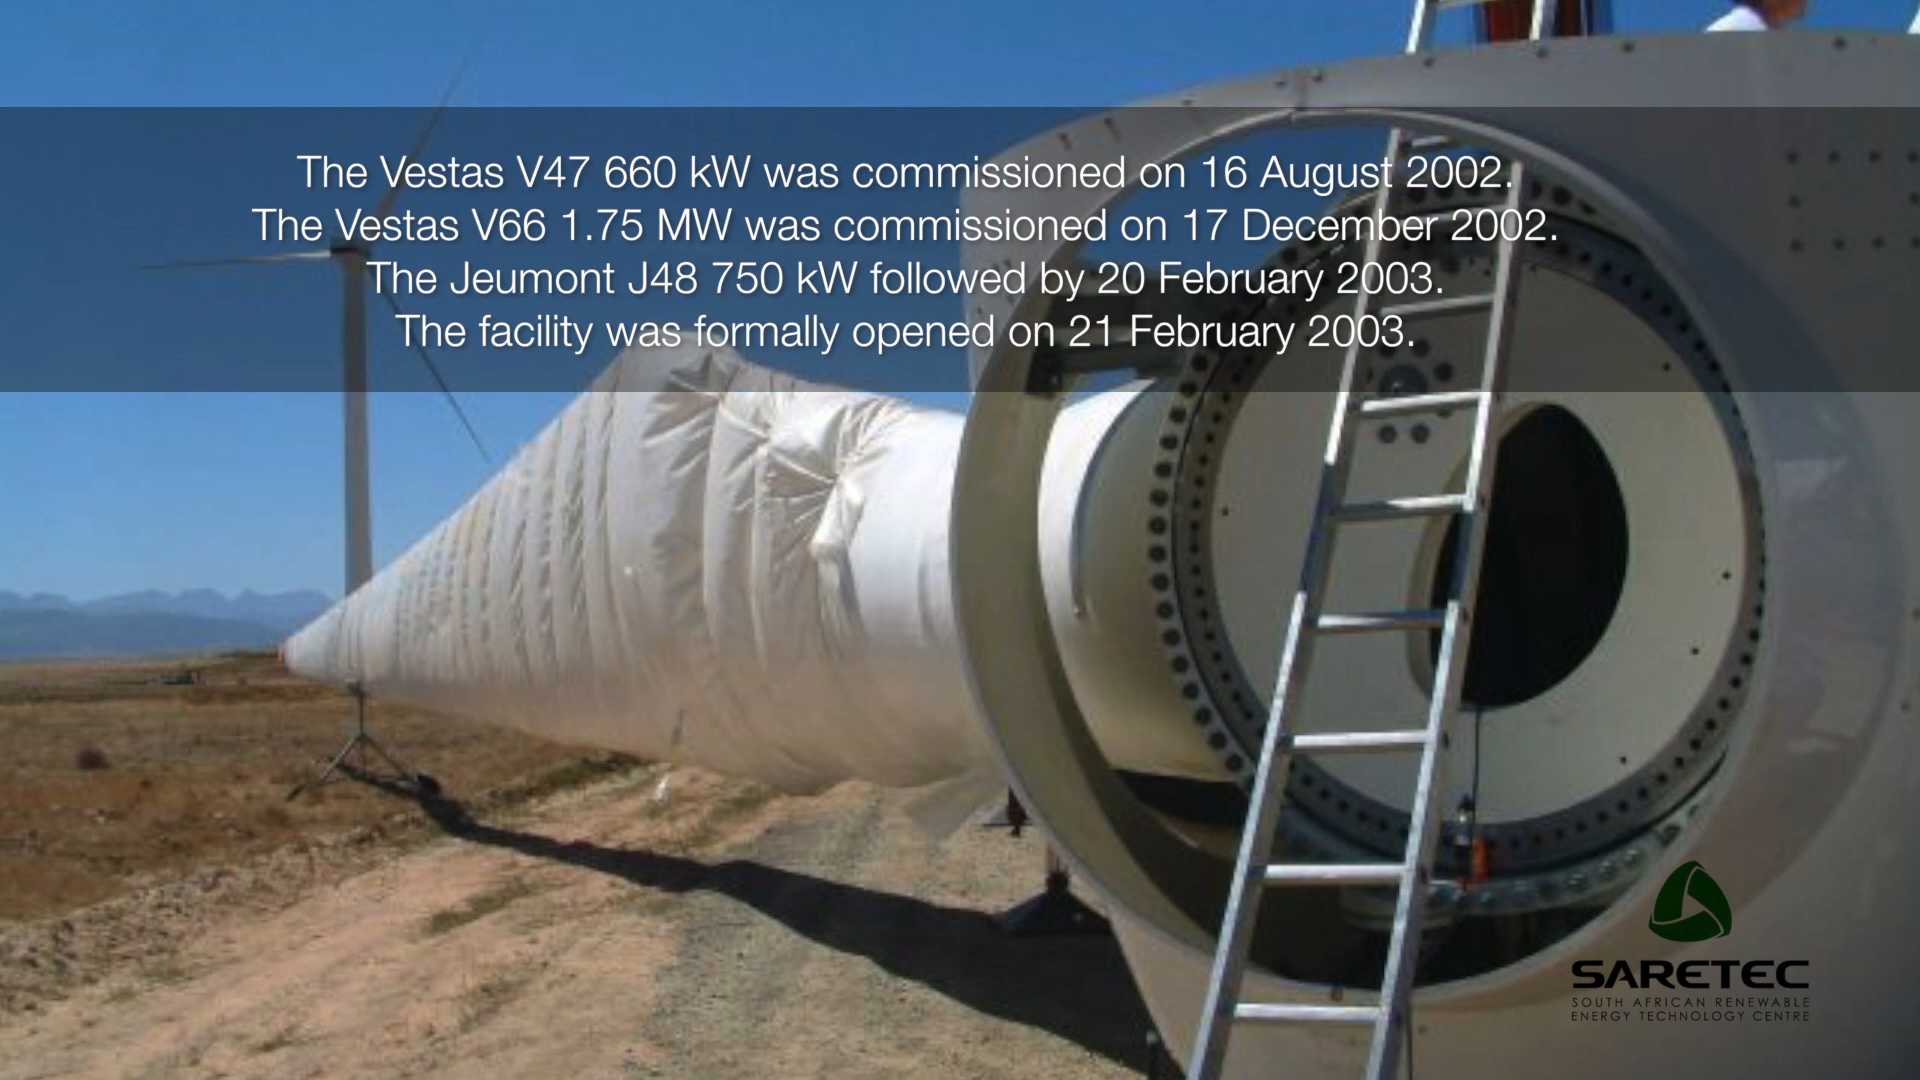 The Vestas V47 660 kW was commissioned on 16 August 2002.
The Vestas V66 1.75 MW was commissioned on 17 December 2002.
The Jeumont J48 750 kW followed by 20 February 2003.
The facility was formally opened on 21 February 2003.
SARETEC
SOUTH AFRICAN RENEWABLE
ENERGY TECHNOLOGY CENTRE